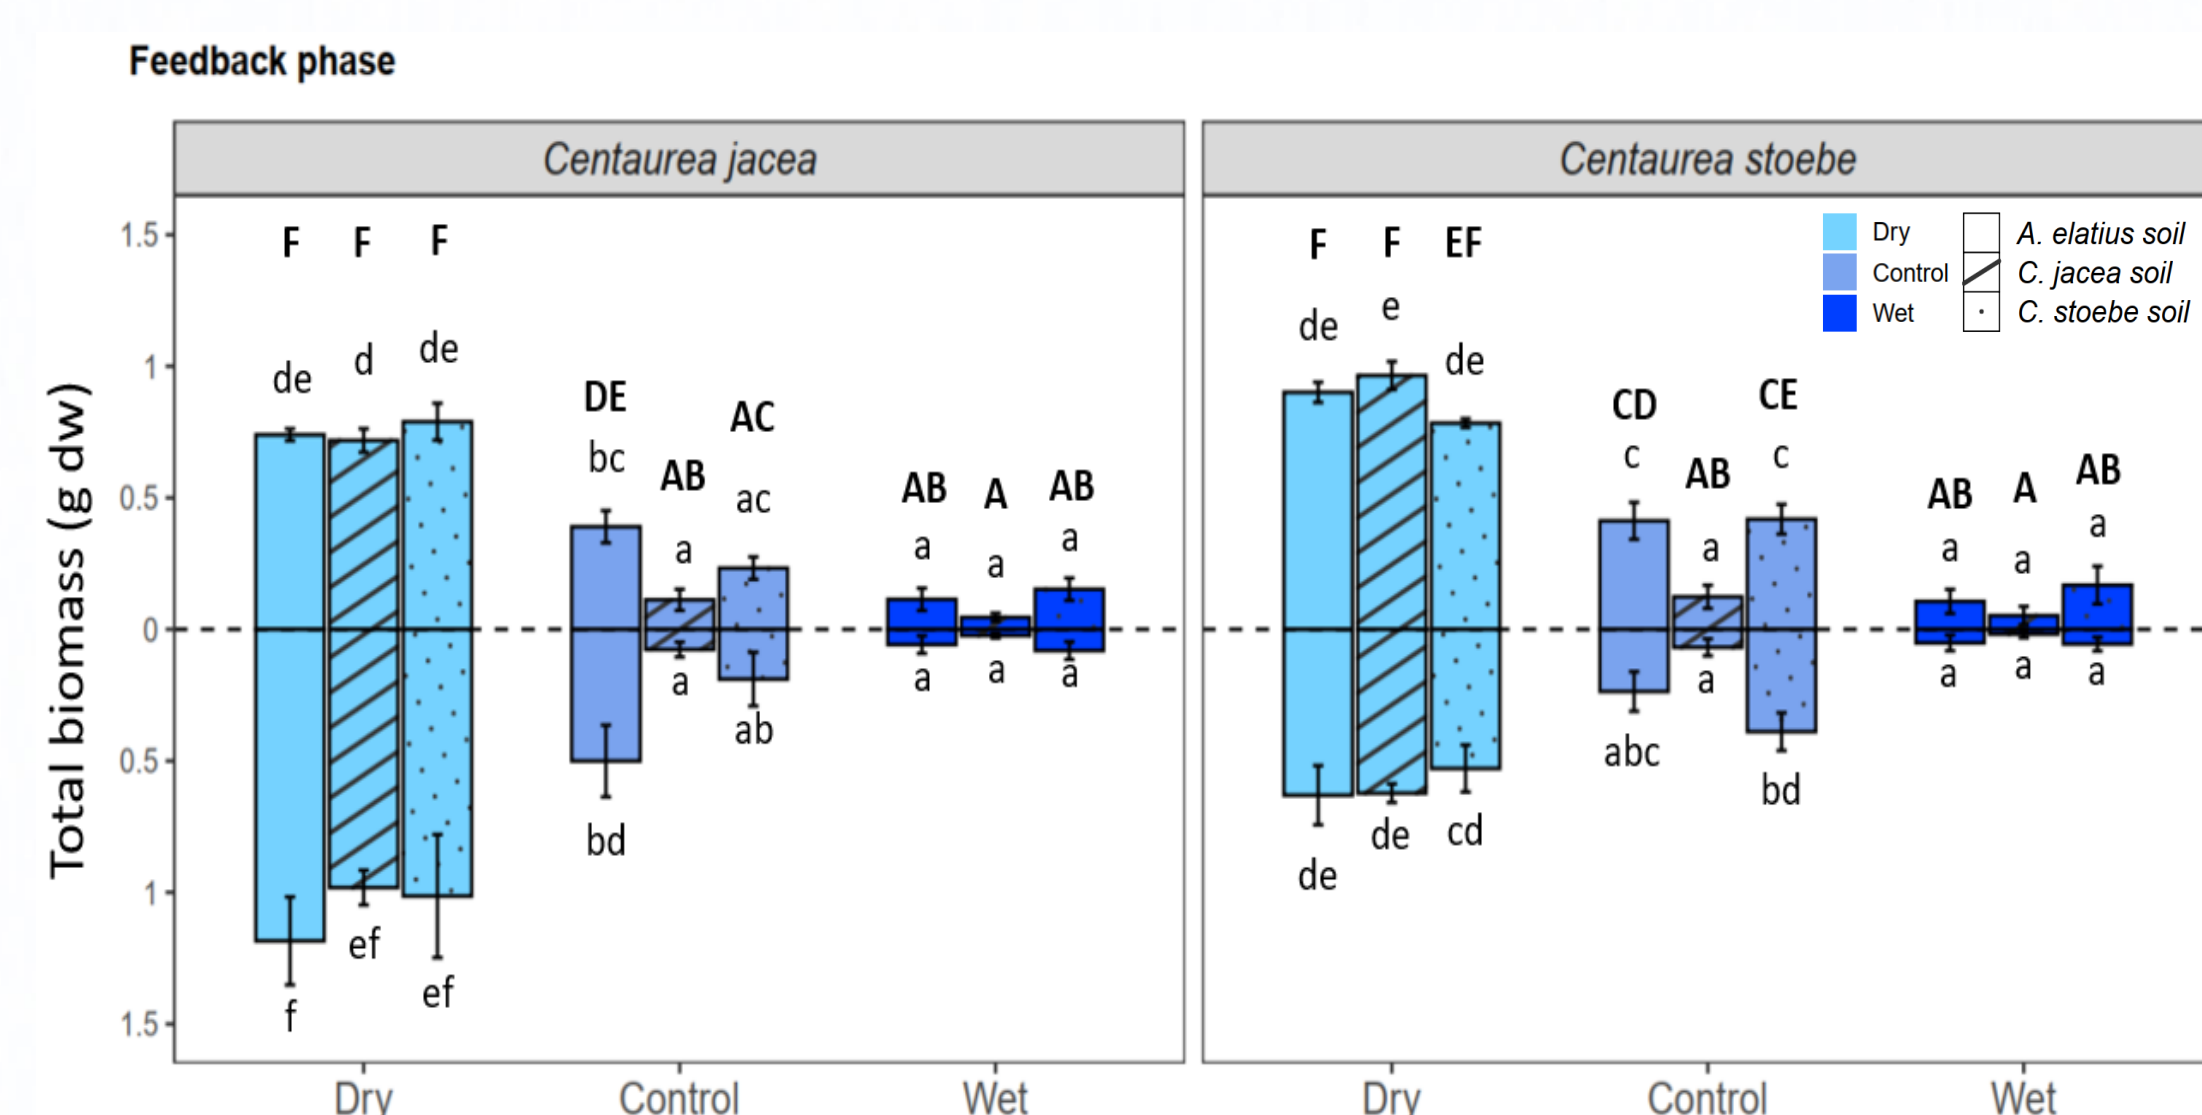 Feedback phase
Centaurea jacea
Centaurea stoebe
Total biomass (g dw)
1.5
1
0.5
0
0.5
1
1.5
F F F
de d de
f ef ef
DE AB AC
bc a ac
bd a ab
AB A AB
a a a
a a a
F F EF
de e de
de de cd
CD AB CE
c a c
abc a bd
AB A AB
a a a
a a a
Dry
Control
Wet
A. elatius soil
C. jacea soil
C. stoebe soil
Dry Control Wet
Dry Control Wet